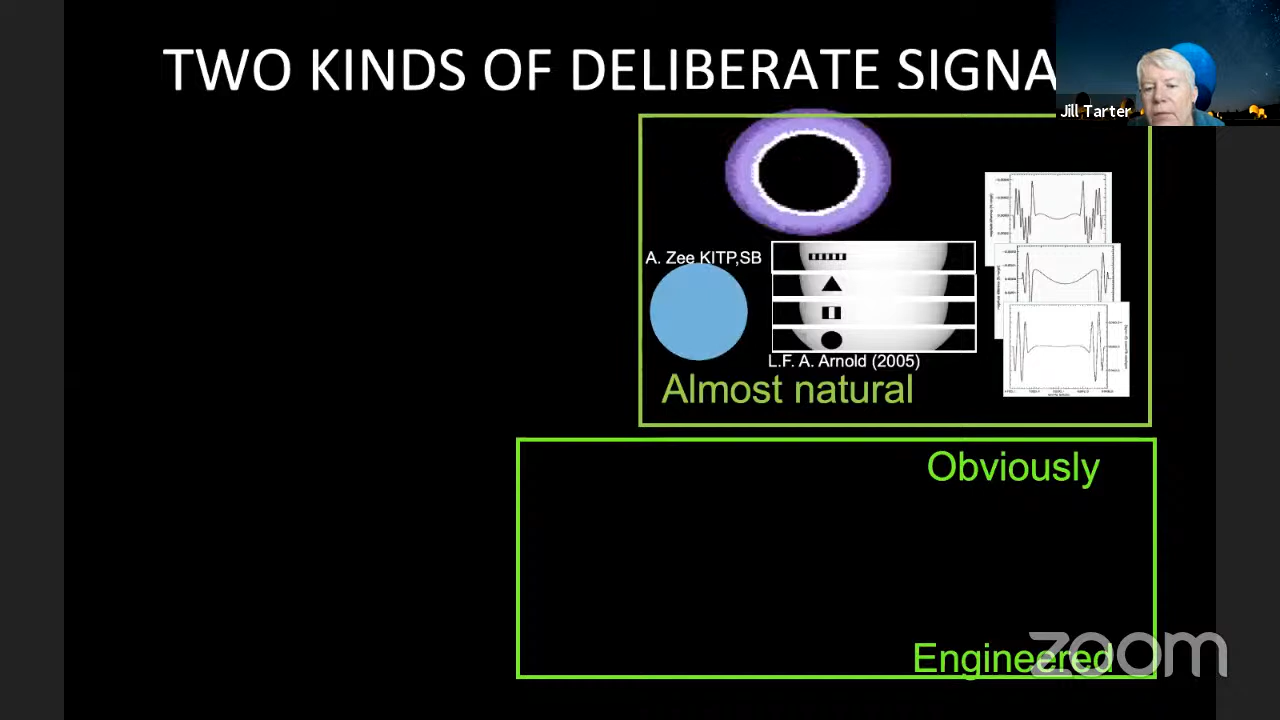 TWO KINDS OF DELIBERATE SIGNA
Jill Tarter
A. Zee KITP,SB
L.F. A. Arnold (2005)
Almost natural
Obviously
Engineered
zoom